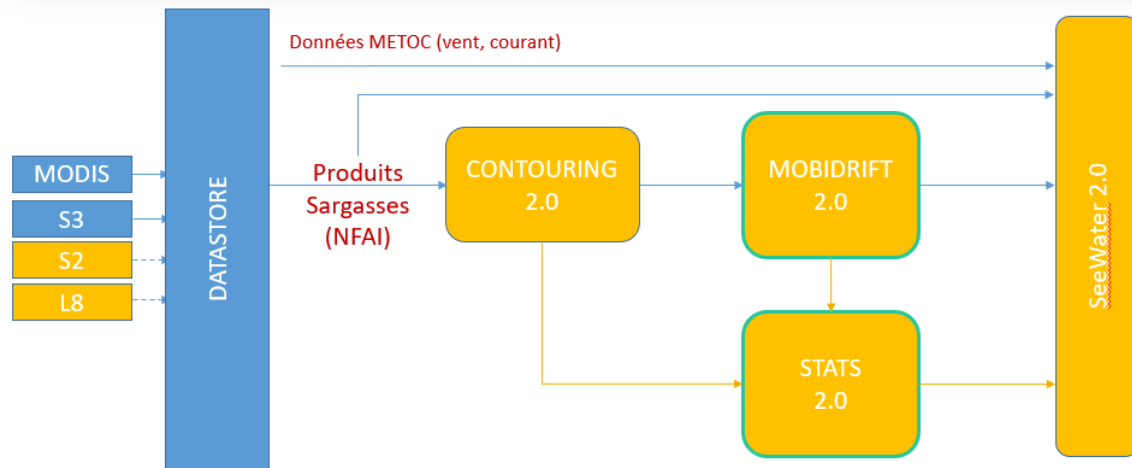 Données METOC (vent, courant)
MODIS
S3
S2
L8
DATASTORE
Produits
Sargasses
(NFAI)
CONTOURING
2.0
MOBIDRIFT
2.0
STATS
2.0
SeeWater 2.0